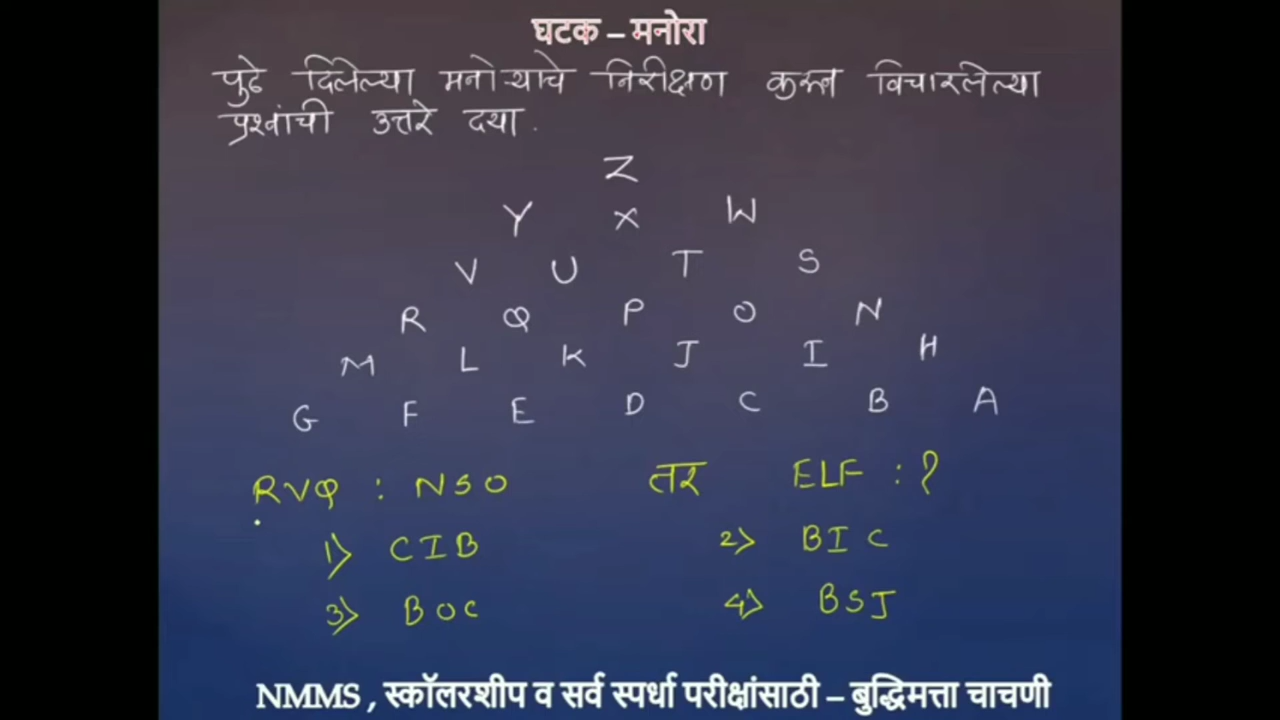 घटक – मनोरा
पुढे दिलेल्या मनोऱ्याचे निरीक्षण करून विचारलेल्या
प्रश्नांची उत्तरे दया.
Z
Y X W
V U T S
R Q P O N
M L K J I H
G F E D C B A
RVQ : NSO तर ELF : ?
1) CIB 2) BIC
3) BOC 4) BSJ
NMMS , स्कॉलरशीप व सर्व स्पर्धा परीक्षांसाठी – बुद्धिमत्ता चाचणी